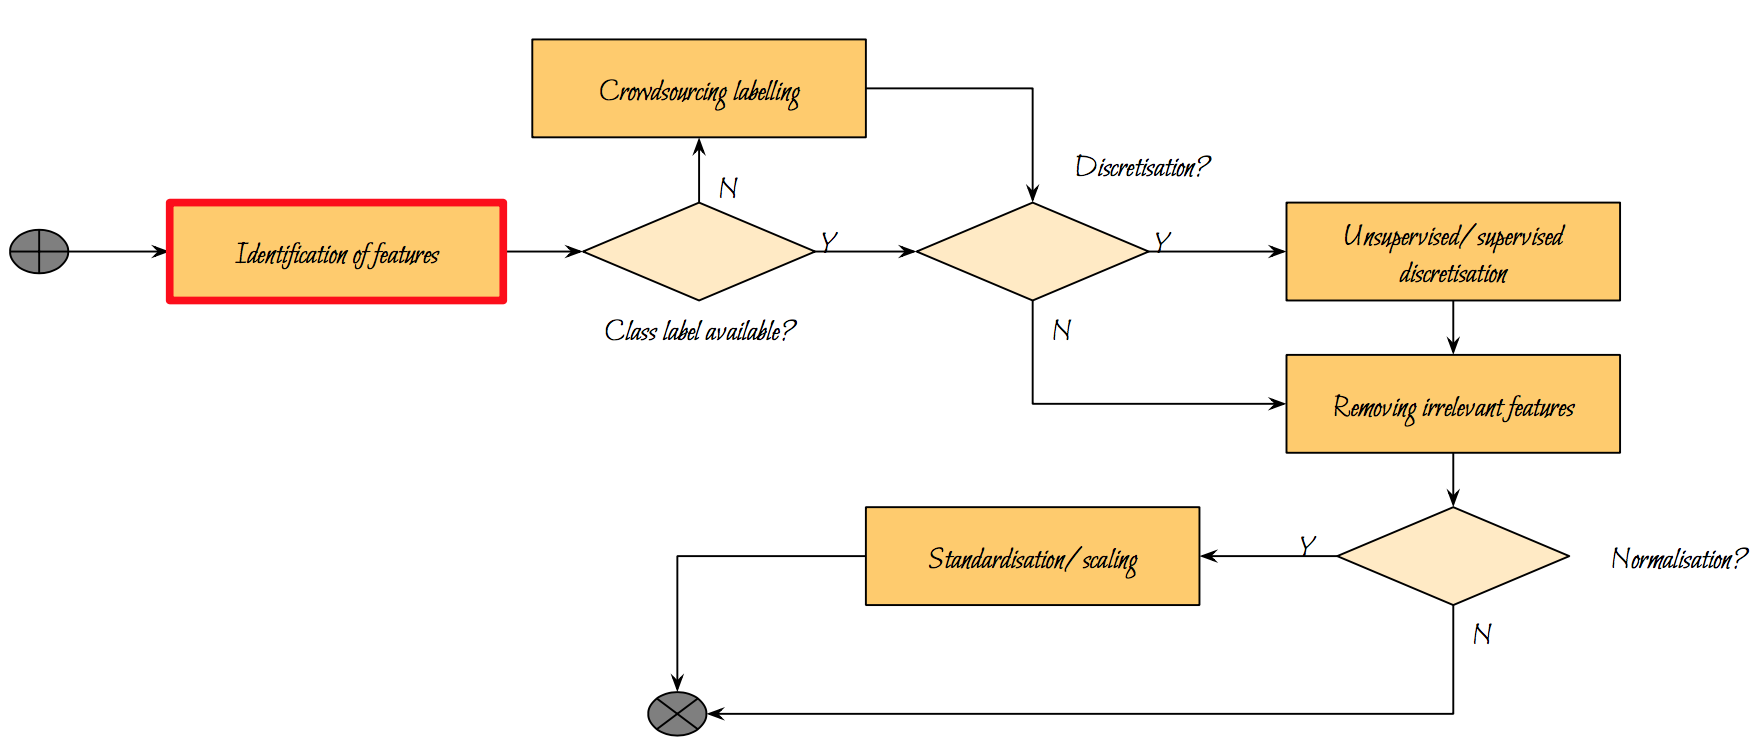 Crowdsourcing labelling
Discretisation?
N
Identification of features
Y
Y
Unsupervised/supervised
discretisation
Class label available?
N
Removing irrelevant features
Standardisation/scaling
Y
Normalisation?
N